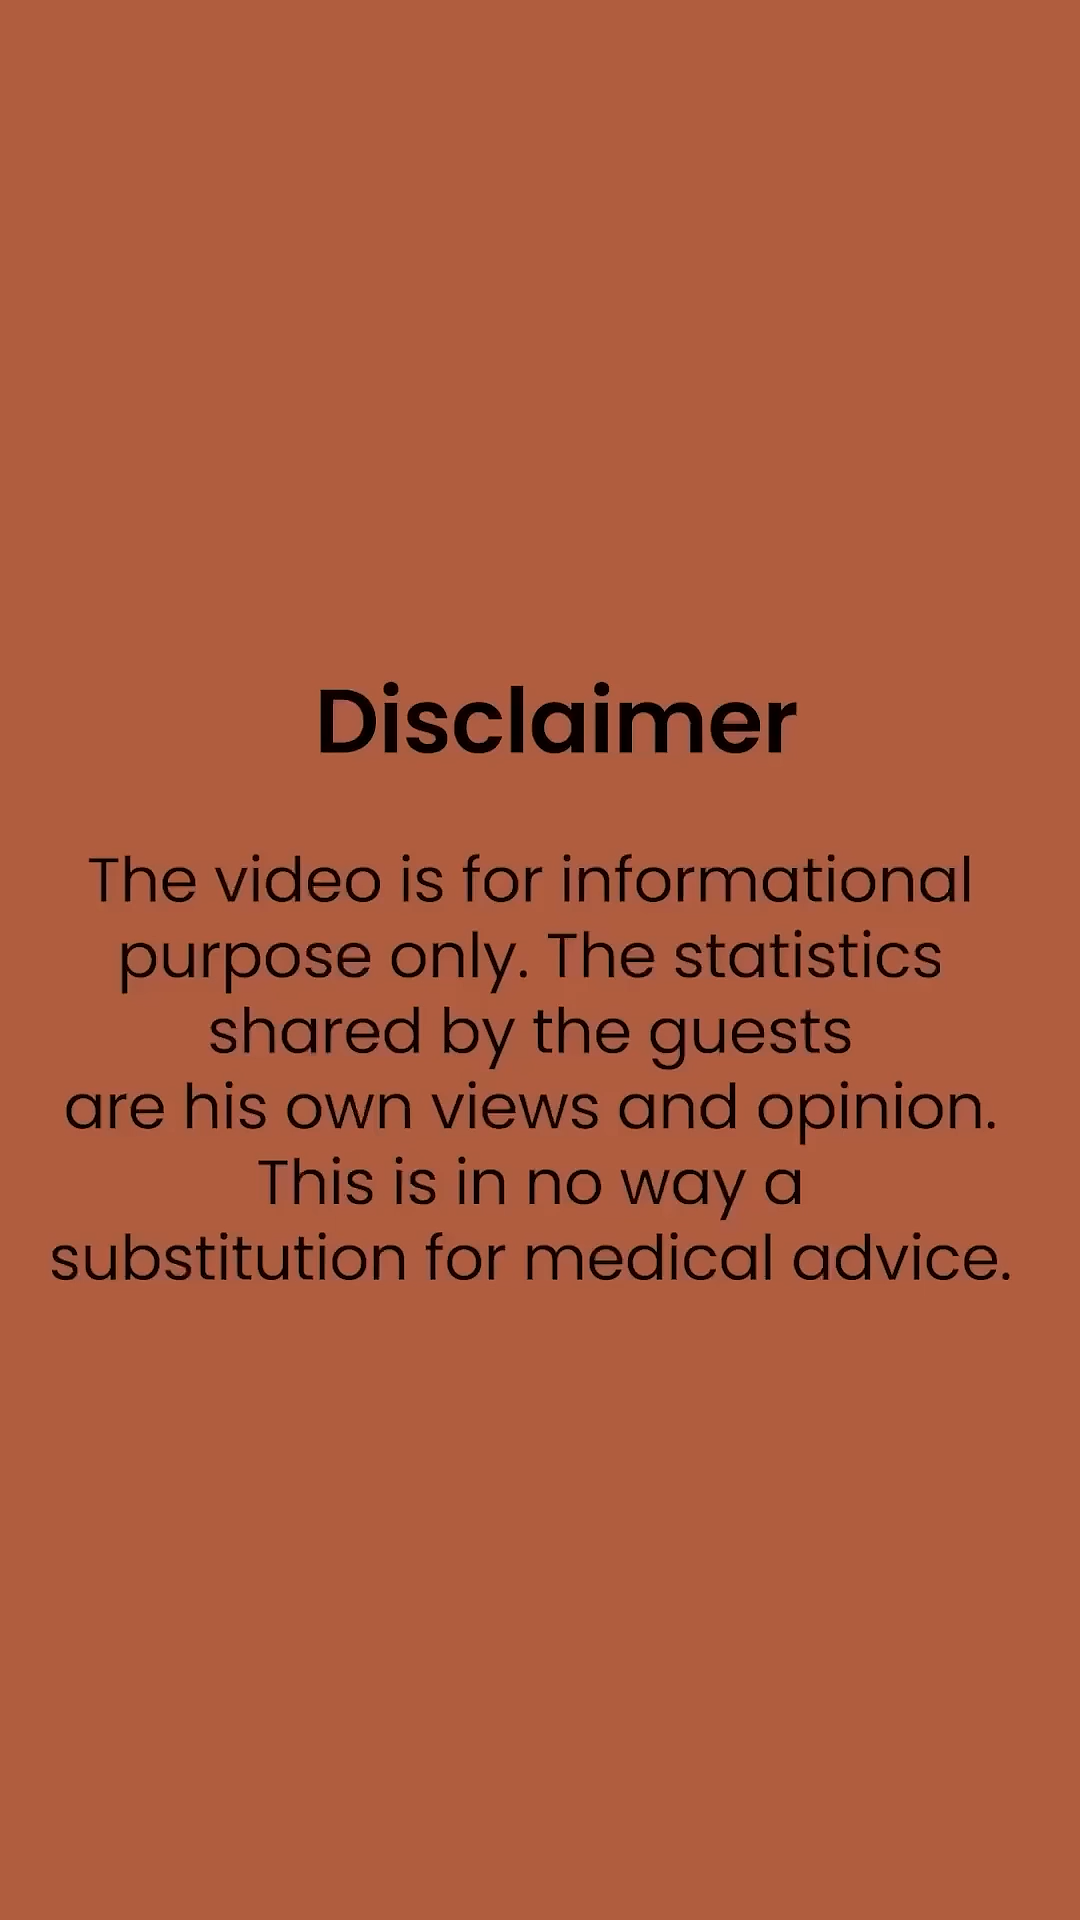 Disclaimer
The video is for informational
purpose only. The statistics
shared by the guests
are his own views and opinion.
This is in no way a
substitution for medical advice.